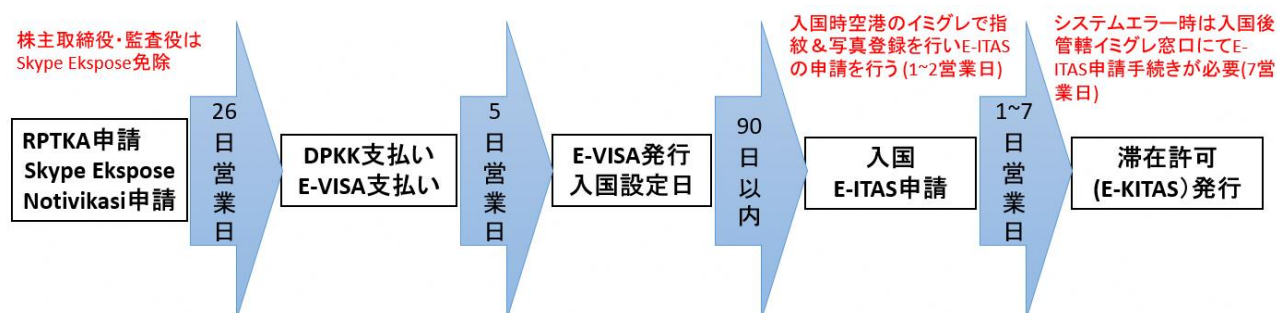 株主取締役・監査役は
Skype Ekspose免除
RPTKA申請
Skype Ekspose
Notivikasi申請
26
日
営
業
日
DPKK支払い
E-VISA支払い
5
日
営
業
日
E-VISA発行
入国設定日
90
日
以
内
入国時空港のイミグレで指
紋＆写真登録を行いE-ITAS
の申請を行う(1~2営業日)
入国
E-ITAS申請
1~7
日
営
業
日
システムエラー時は入国後
管轄イミグレ窓口にてE-
ITAS申請手続きが必要(7営
業日)
滞在許可
(E-KITAS）発行